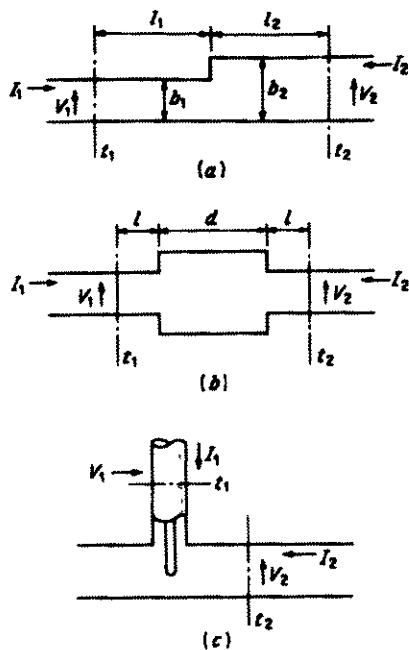 l₁ l₂
I₁ V₁ b₁ b₂ V₂ I₂
t₁ t₂
(a)
l d l
I₁ V₁ V₂ I₂
t₁ t₂
(b)
V₁ I₁ t₁
V₂ I₂
t₂
(c)